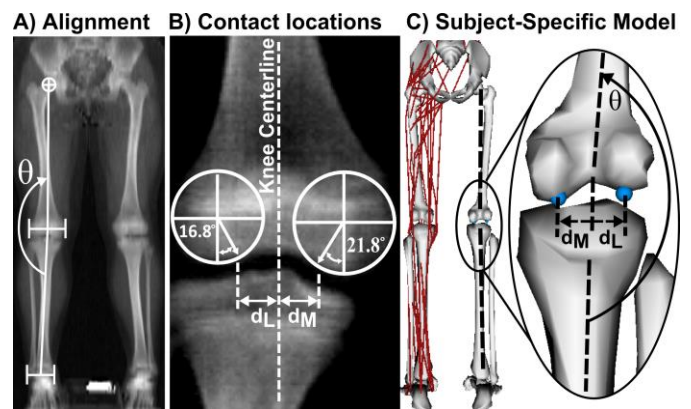 A) Alignment
B) Contact locations
C) Subject-Specific Model
θ
Knee Centerline
16.8°
21.8°
dL
dM
θ
dM
dL